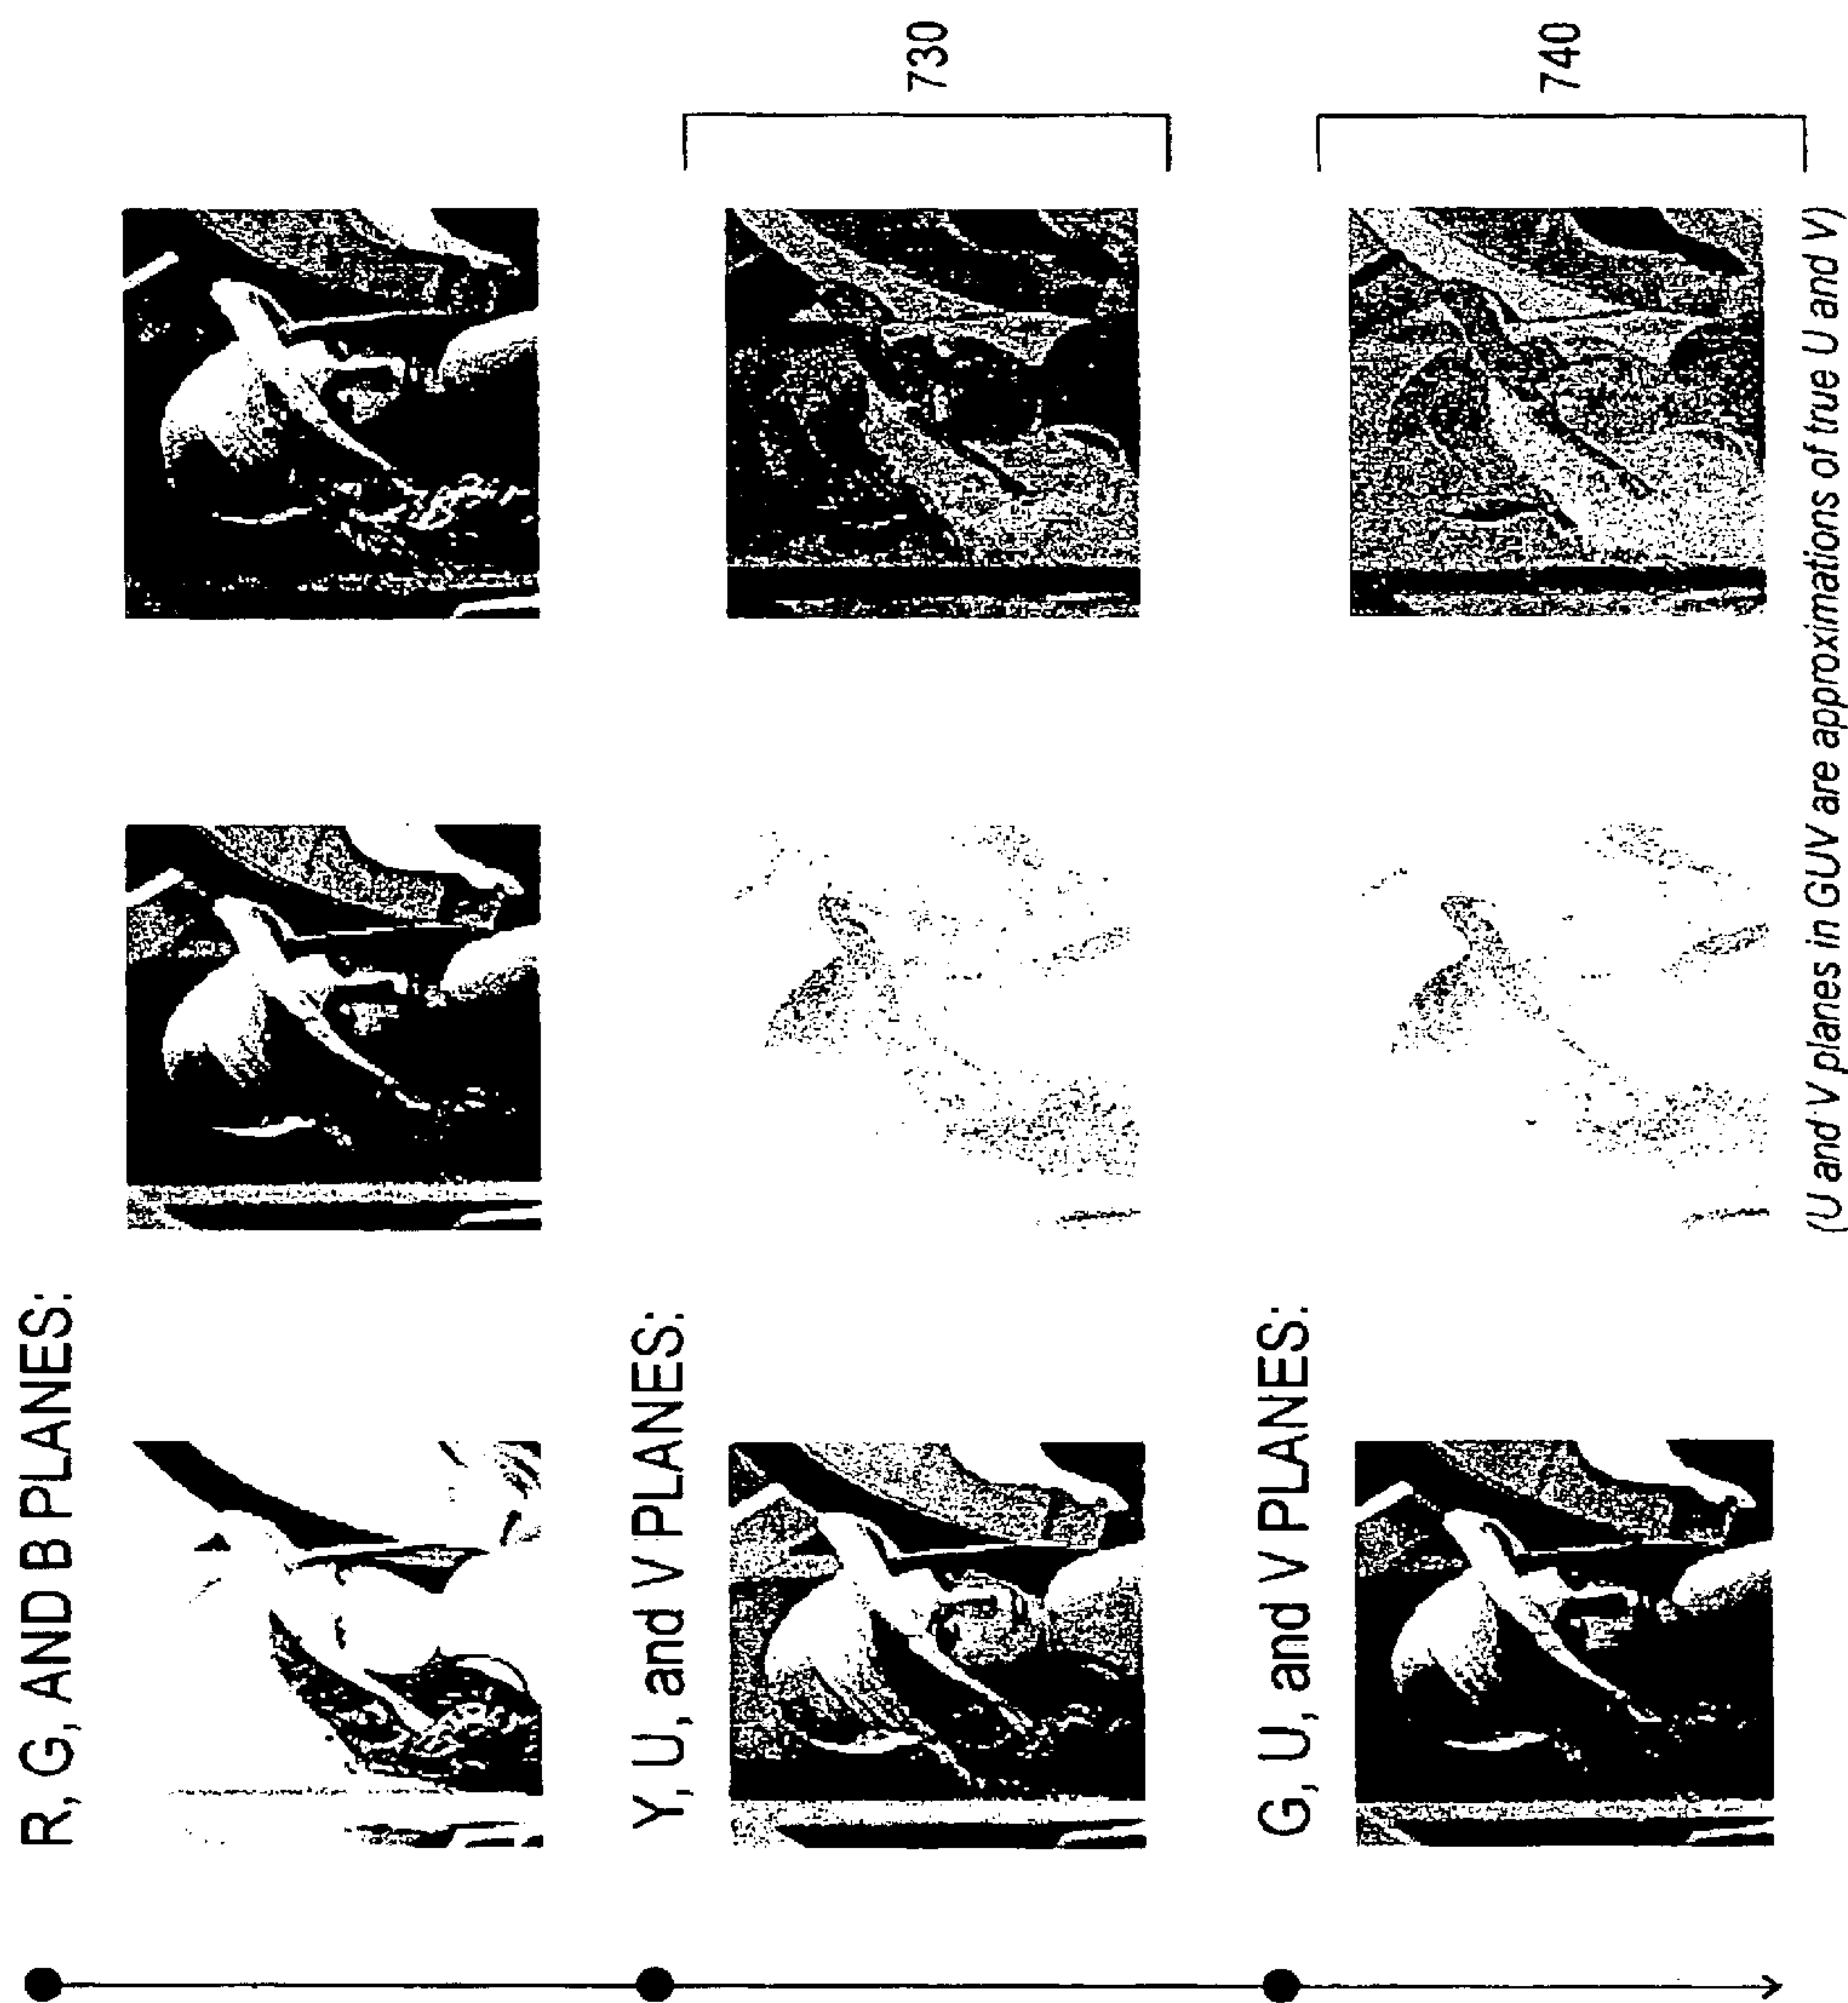 R, G, AND B PLANES:
Y, U, and V PLANES:
730
G, U, and V PLANES:
740
(U and V planes in GUV are approximations of true U and V)